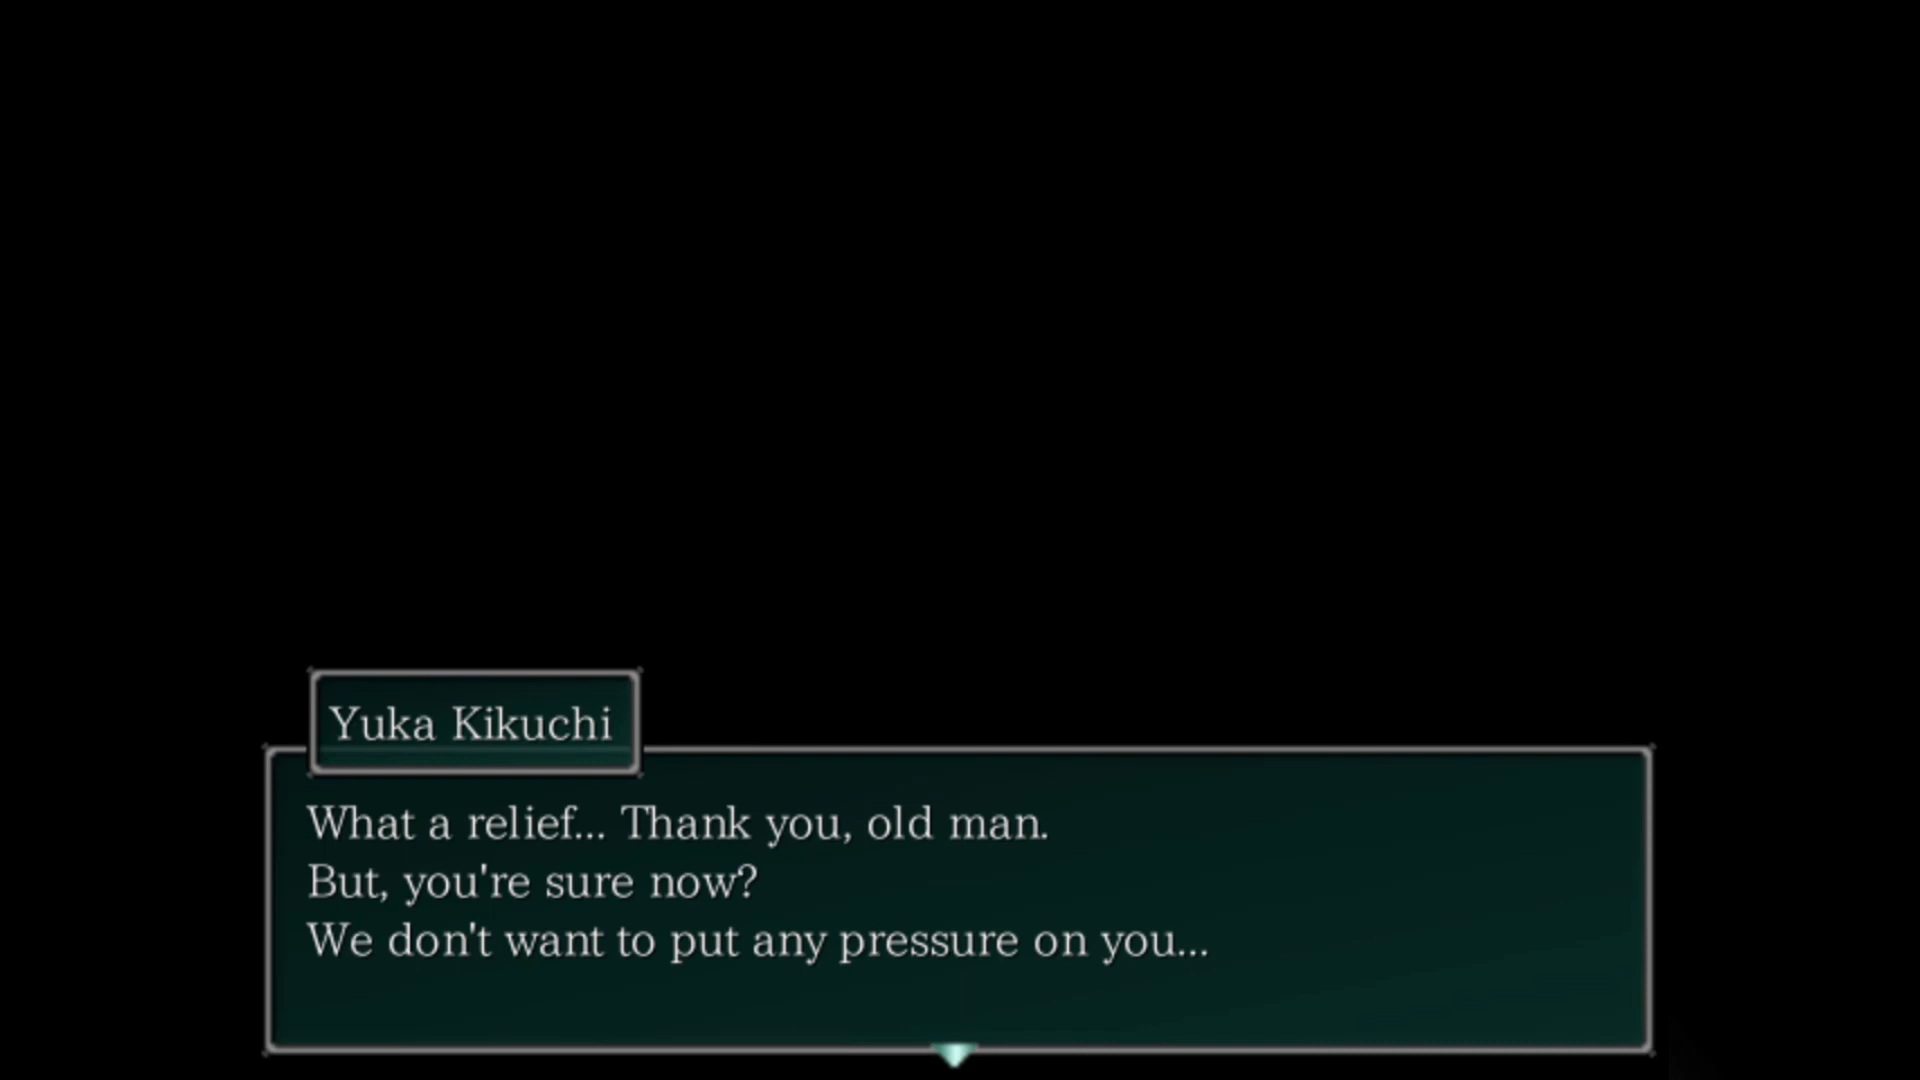 Yuka Kikuchi
What a relief... Thank you, old man.
But, you're sure now?
We don't want to put any pressure on you...